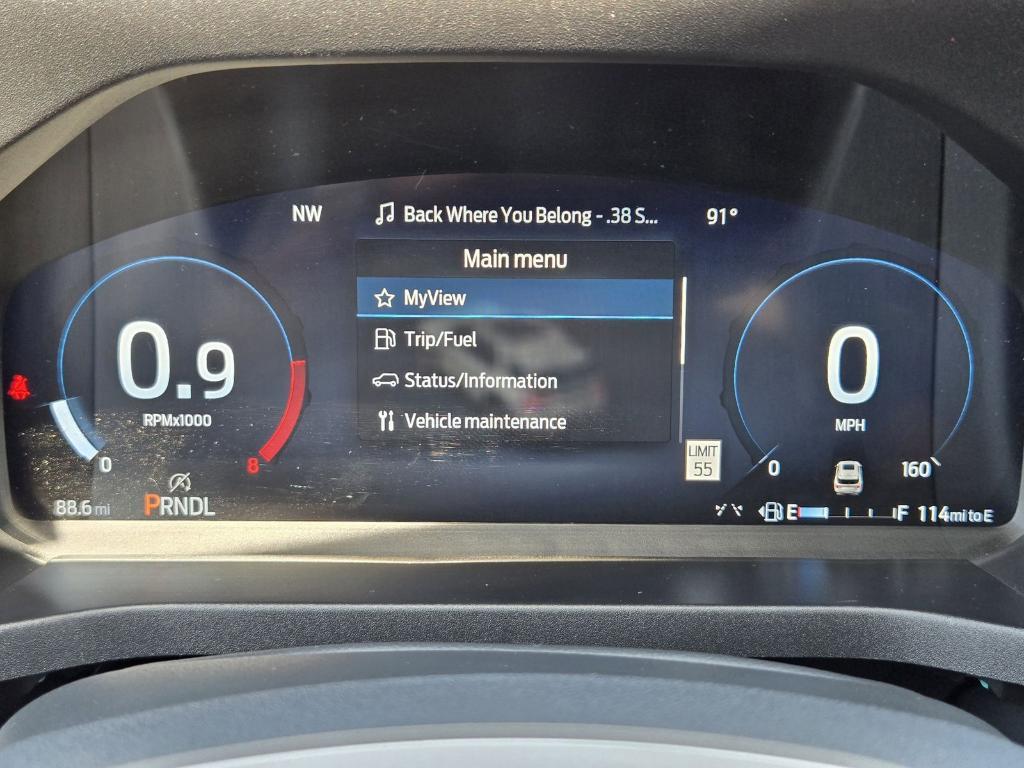 NW
Back Where You Belong - .38 S...
91°
Main menu
MyView
Trip/Fuel
Status/Information
Vehicle maintenance
0.9
RPMx1000
0
8
0
MPH
0
160
LIMIT
55
88.6 mi
PRNDL
E
F
114 mi to E